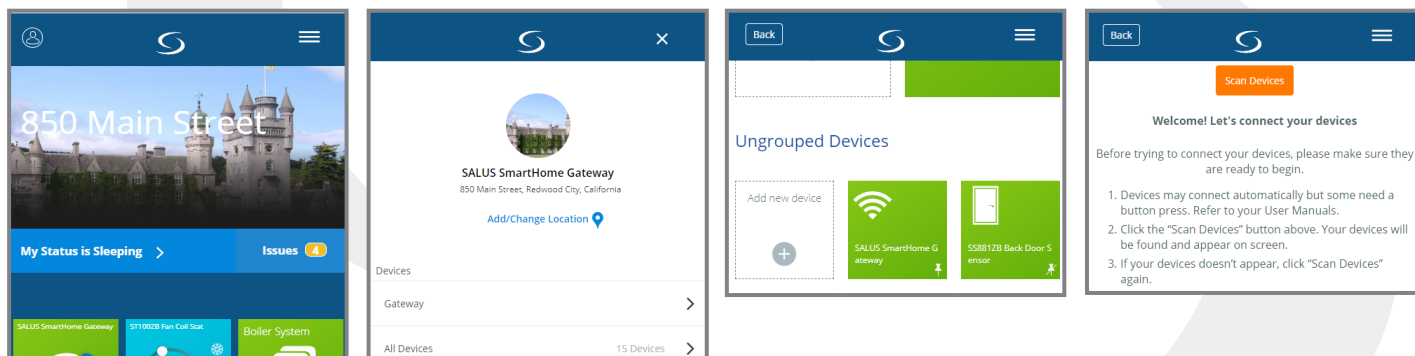 850 Main Street
My Status is Sleeping >
Issues 4
SALUS SmartHome Gateway
ST100ZB Fan Coil Stat
Boiler System
SALUS SmartHome Gateway
850 Main Street, Redwood City, California
Add/Change Location
Devices
Gateway >
All Devices 15 Devices >
Back
Ungrouped Devices
Add new device
SALUS SmartHome G
ateway
SS881ZB Back Door S
ensor
Back
Scan Devices
Welcome! Let's connect your devices
Before trying to connect your devices, please make sure they
are ready to begin.
1. Devices may connect automatically but some need a
button press. Refer to your User Manuals.
2. Click the “Scan Devices” button above. Your devices will
be found and appear on screen.
3. If your devices doesn’t appear, click “Scan Devices”
again.